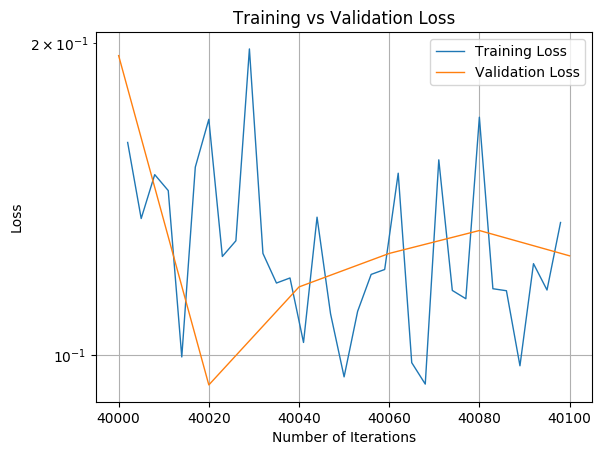 Training vs Validation Loss
2 × 10⁻¹
10⁻¹
Loss
Training Loss
Validation Loss
40000 40020 40040 40060 40080 40100
Number of Iterations